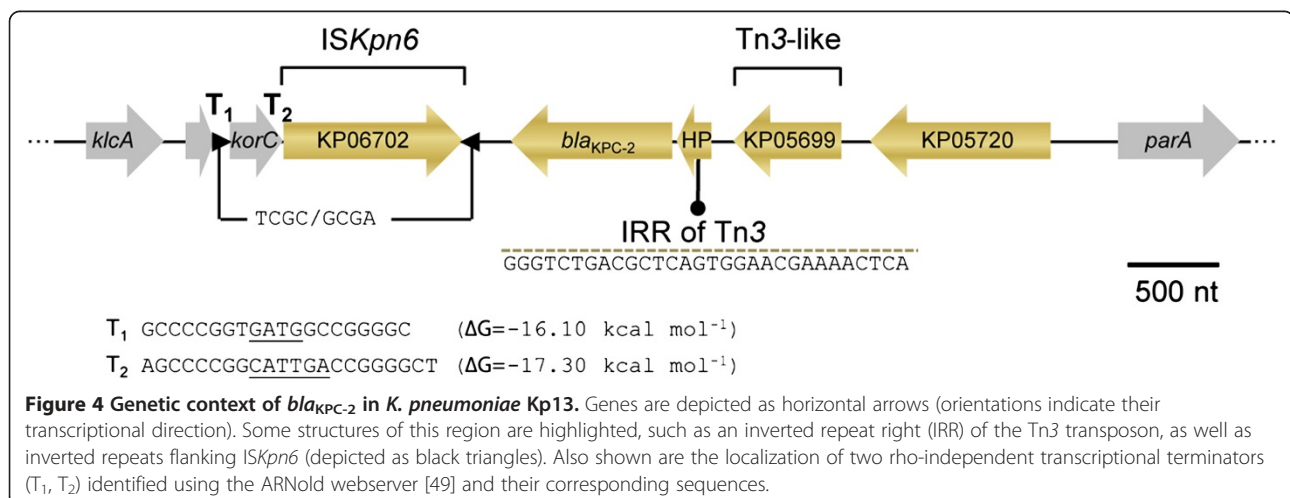 ISKpn6 Tn3-like
T₁ T₂
... klcA korC KP06702 bla_KPC-2 HP KP05699 KP05720 parA ...
TCGC/GCGA
IRR of Tn3
GGGTCTGACGCTCAGTGGAACGAAAACTCA
500 nt
T₁ GCCCCGGTGATGGCCGGGGC (ΔG=-16.10 kcal mol⁻¹)
T₂ AGCCCCGGCATTGACCGGGGCT (ΔG=-17.30 kcal mol⁻¹)
Figure 4 Genetic context of bla_KPC-2 in K. pneumoniae Kp13. Genes are depicted as horizontal arrows (orientations indicate their
transcriptional direction). Some structures of this region are highlighted, such as an inverted repeat right (IRR) of the Tn3 transposon, as well as
inverted repeats flanking ISKpn6 (depicted as black triangles). Also shown are the localization of two rho-independent transcriptional terminators
(T₁, T₂) identified using the ARNold webserver [49] and their corresponding sequences.